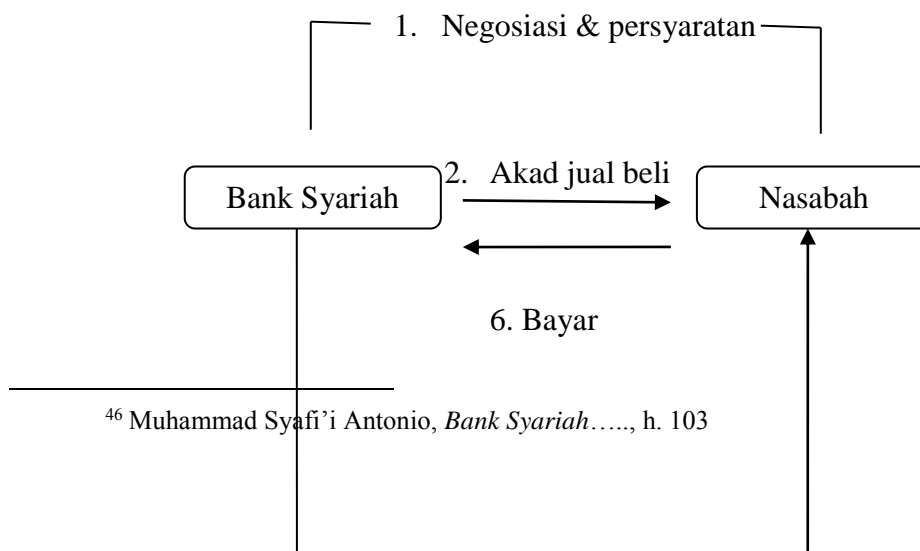 1. Negosiasi & persyaratan
2. Akad jual beli
Bank Syariah
Nasabah
6. Bayar
46 Muhammad Syafi’i Antonio, Bank Syariah….., h. 103